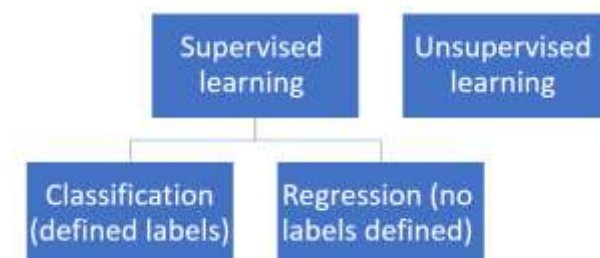 Supervised
learning
Unsupervised
learning
Classification
(defined labels)
Regression (no
labels defined)